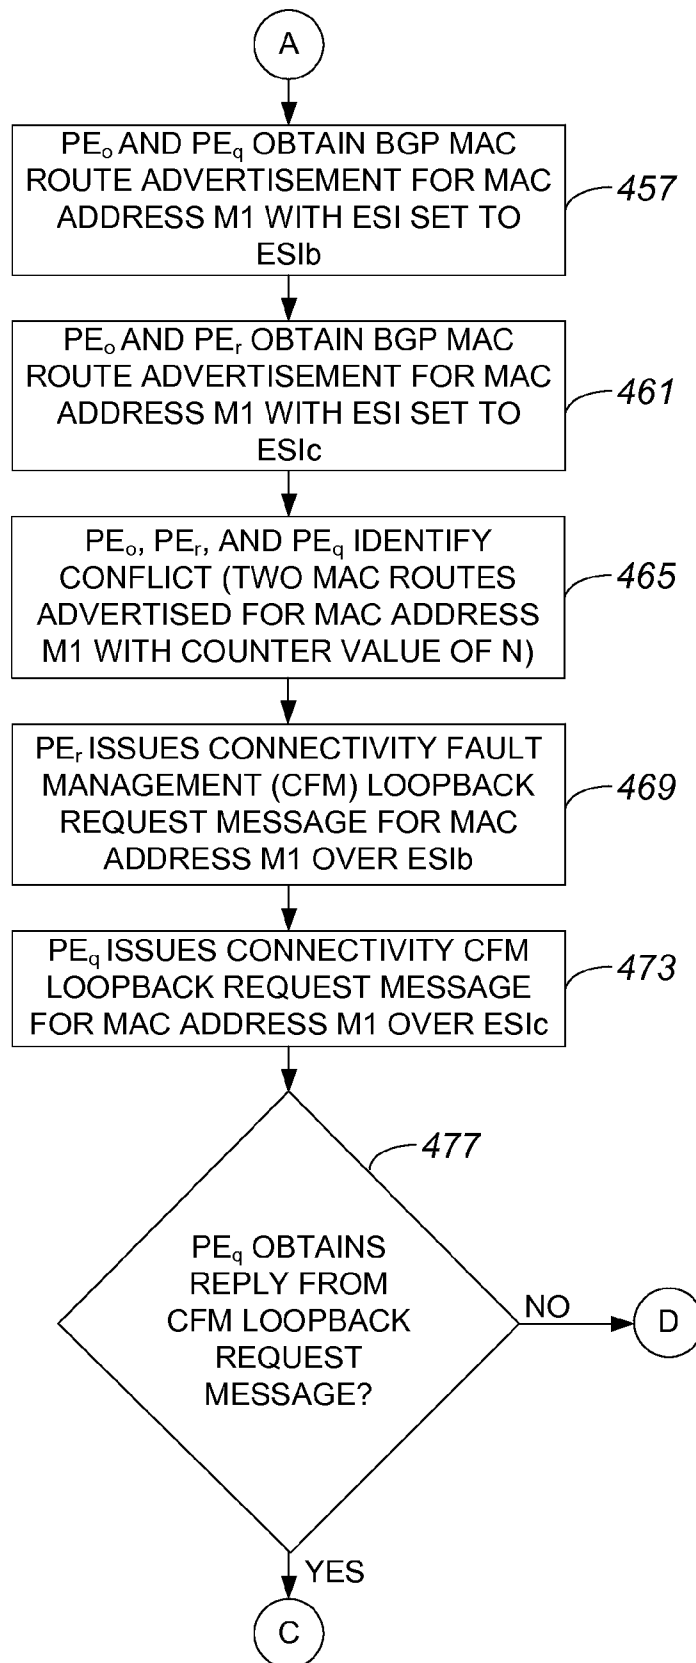 A
PEo AND PEq OBTAIN BGP MAC
ROUTE ADVERTISEMENT FOR MAC
ADDRESS M1 WITH ESI SET TO
ESIb
457
PEo AND PEr OBTAIN BGP MAC
ROUTE ADVERTISEMENT FOR MAC
ADDRESS M1 WITH ESI SET TO
ESIc
461
PEo, PEr, AND PEq IDENTIFY
CONFLICT (TWO MAC ROUTES
ADVERTISED FOR MAC ADDRESS
M1 WITH COUNTER VALUE OF N)
465
PEr ISSUES CONNECTIVITY FAULT
MANAGEMENT (CFM) LOOPBACK
REQUEST MESSAGE FOR MAC
ADDRESS M1 OVER ESIb
469
PEq ISSUES CONNECTIVITY CFM
LOOPBACK REQUEST MESSAGE
FOR MAC ADDRESS M1 OVER ESIc
473
477
PEq OBTAINS
REPLY FROM
CFM LOOPBACK
REQUEST
MESSAGE?
NO
D
YES
C